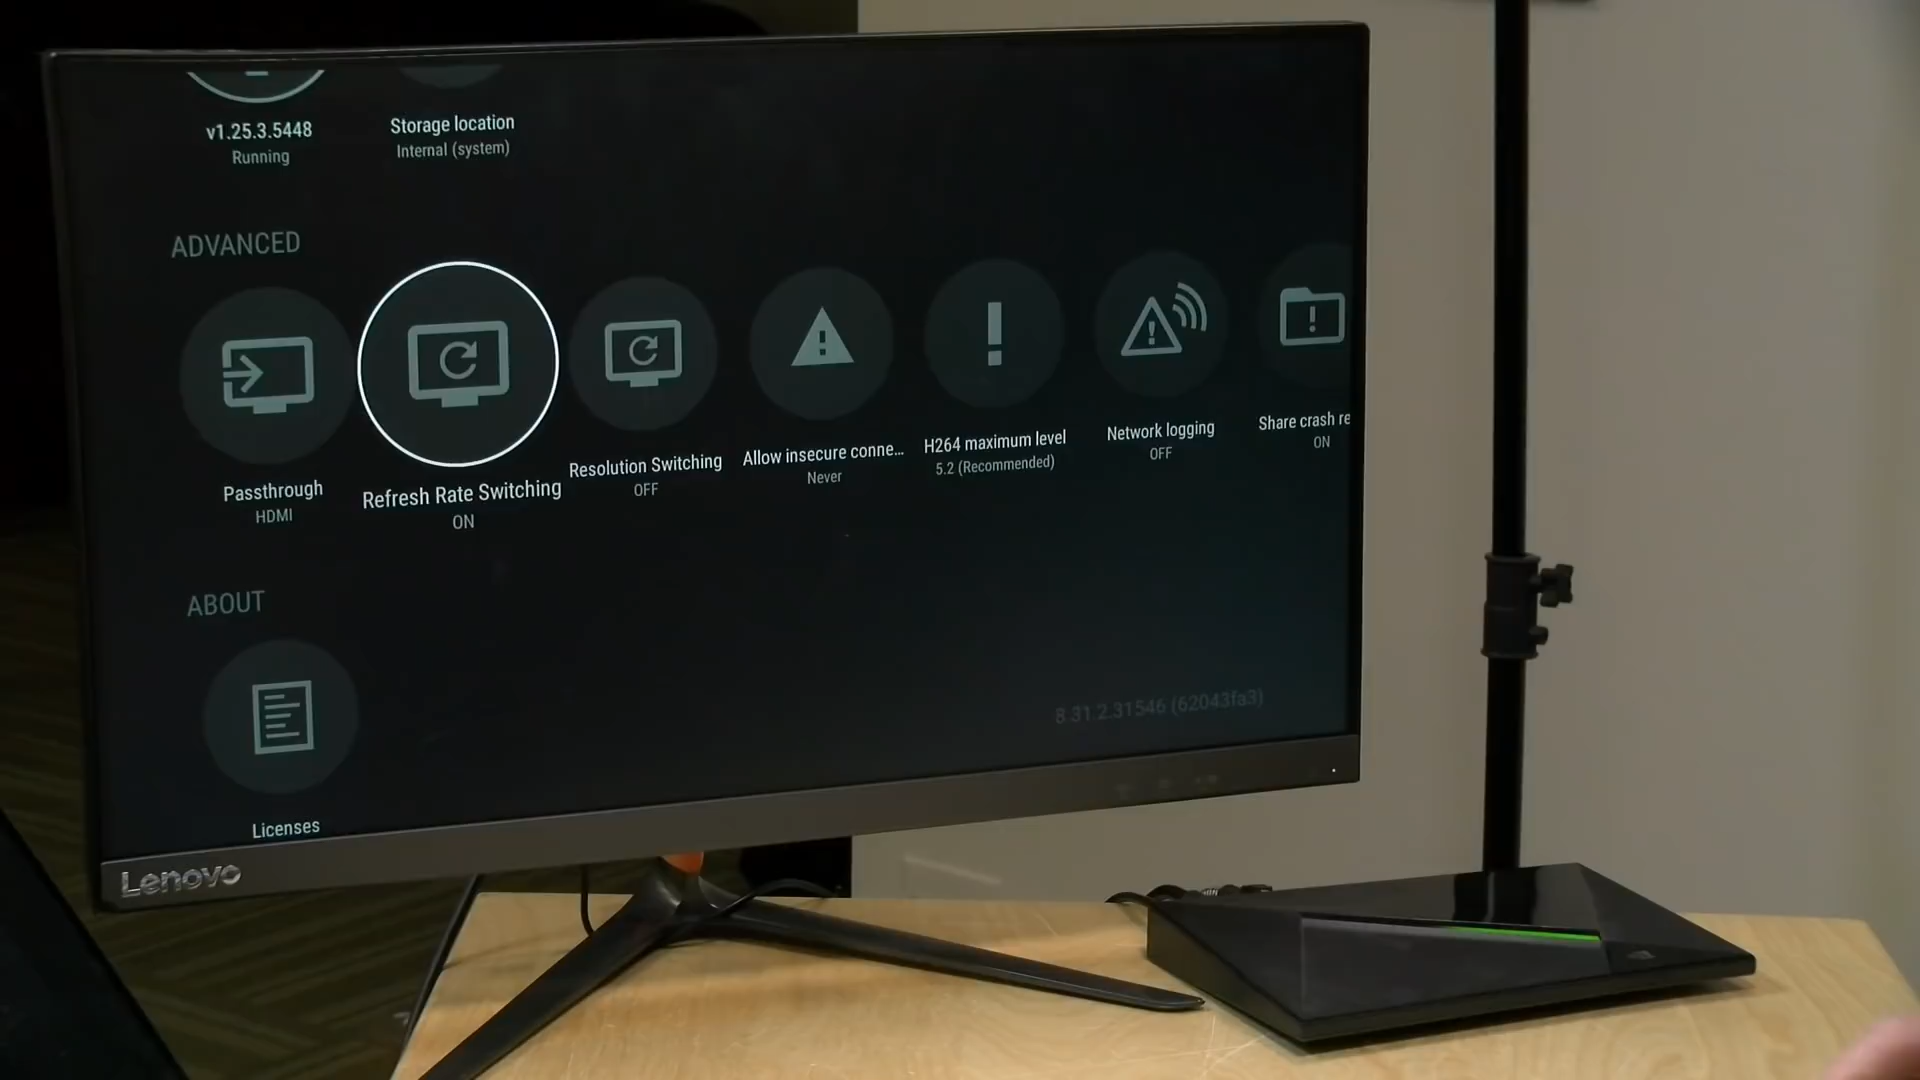 v1.25.3.5448
Running
Storage location
Internal (system)
ADVANCED
Passthrough
HDMI
Refresh Rate Switching
ON
Resolution Switching
OFF
Allow insecure conne…
Never
H264 maximum level
5.2 (Recommended)
Network logging
OFF
Share crash re
ON
ABOUT
Licenses
8.31.2.31546 (62043fa3)
Lenovo